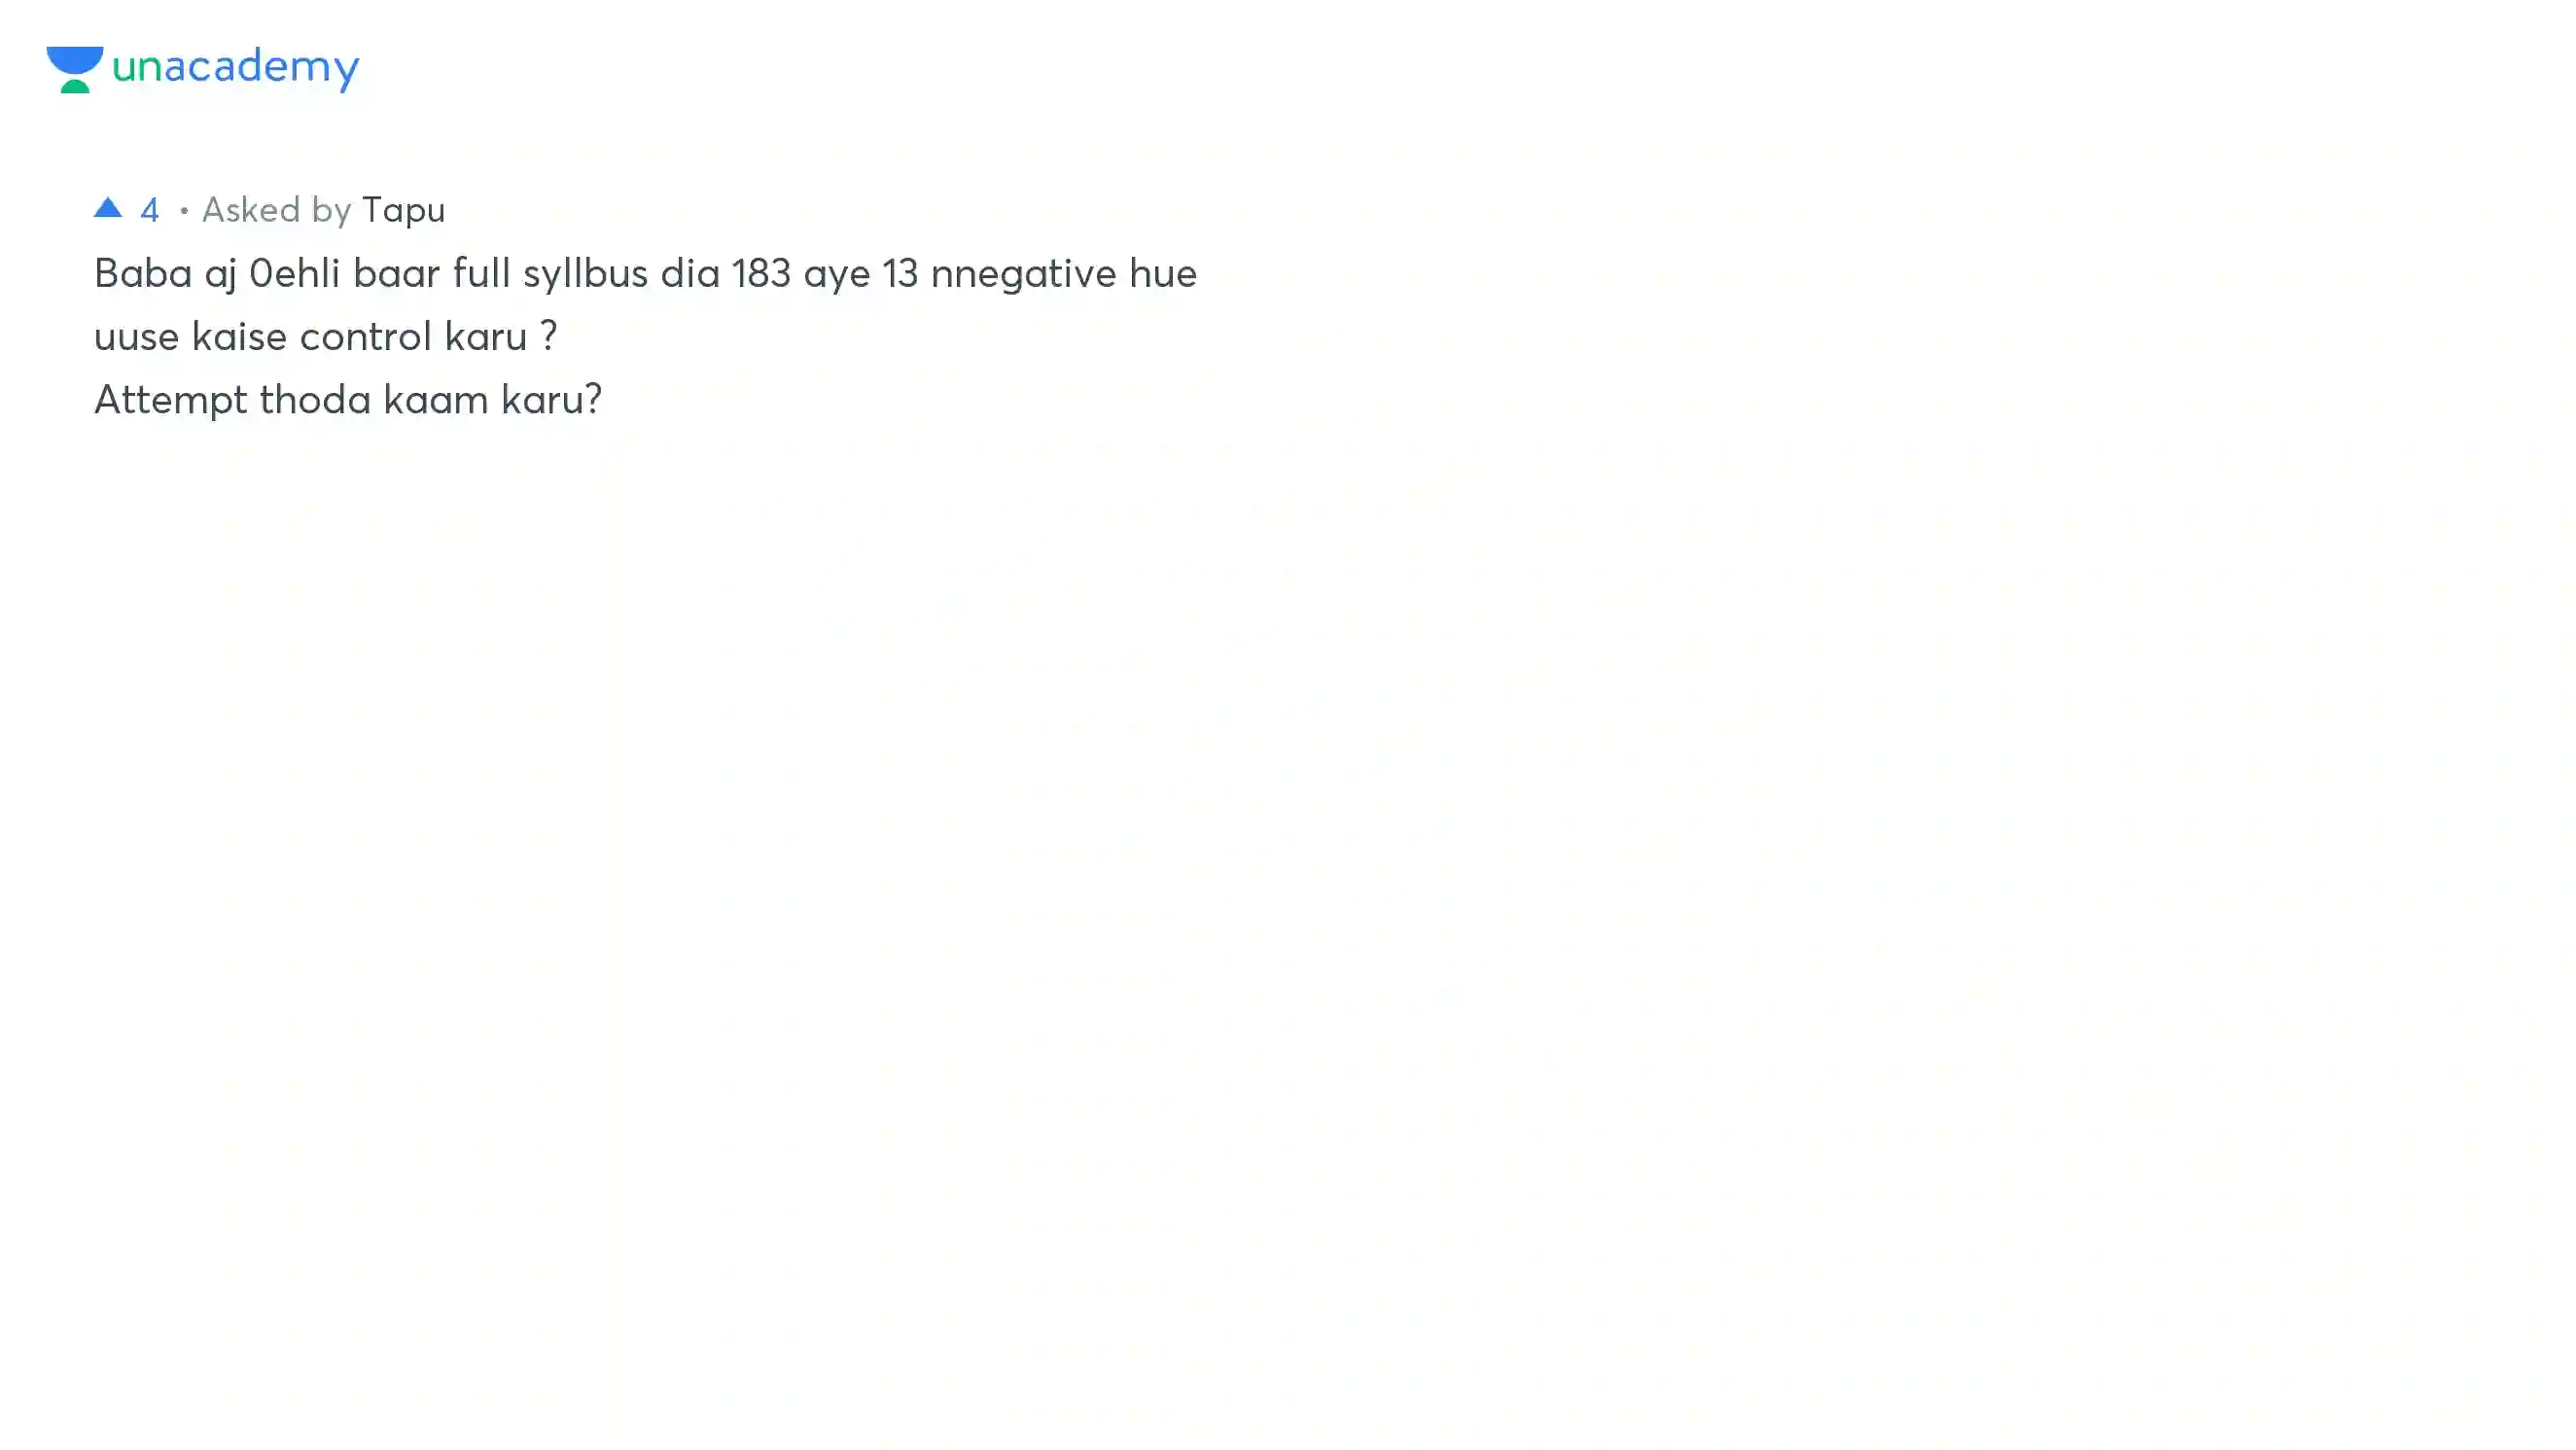 unacademy
▲ 4 • Asked by Tapu
Baba aj 0ehli baar full syllbus dia 183 aye 13 nnegative hue
uuse kaise control karu ?
Attempt thoda kaam karu?